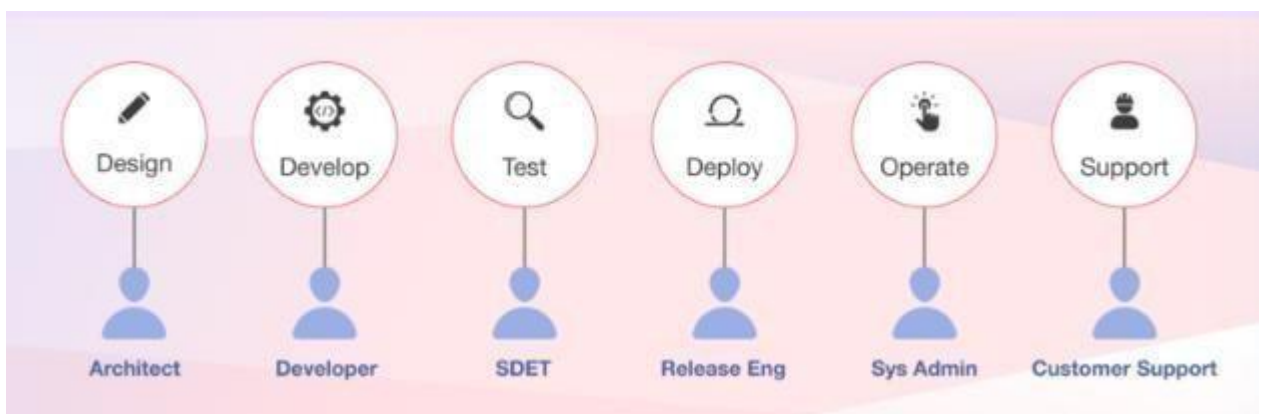 Design Develop Test Deploy Operate Support
Architect Developer SDET Release Eng Sys Admin Customer Support